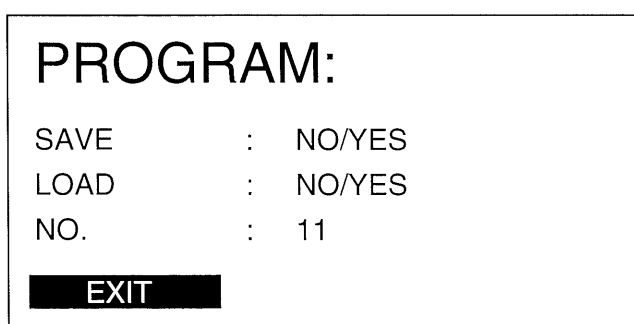 PROGRAM:
SAVE : NO/YES
LOAD : NO/YES
NO. : 11
EXIT